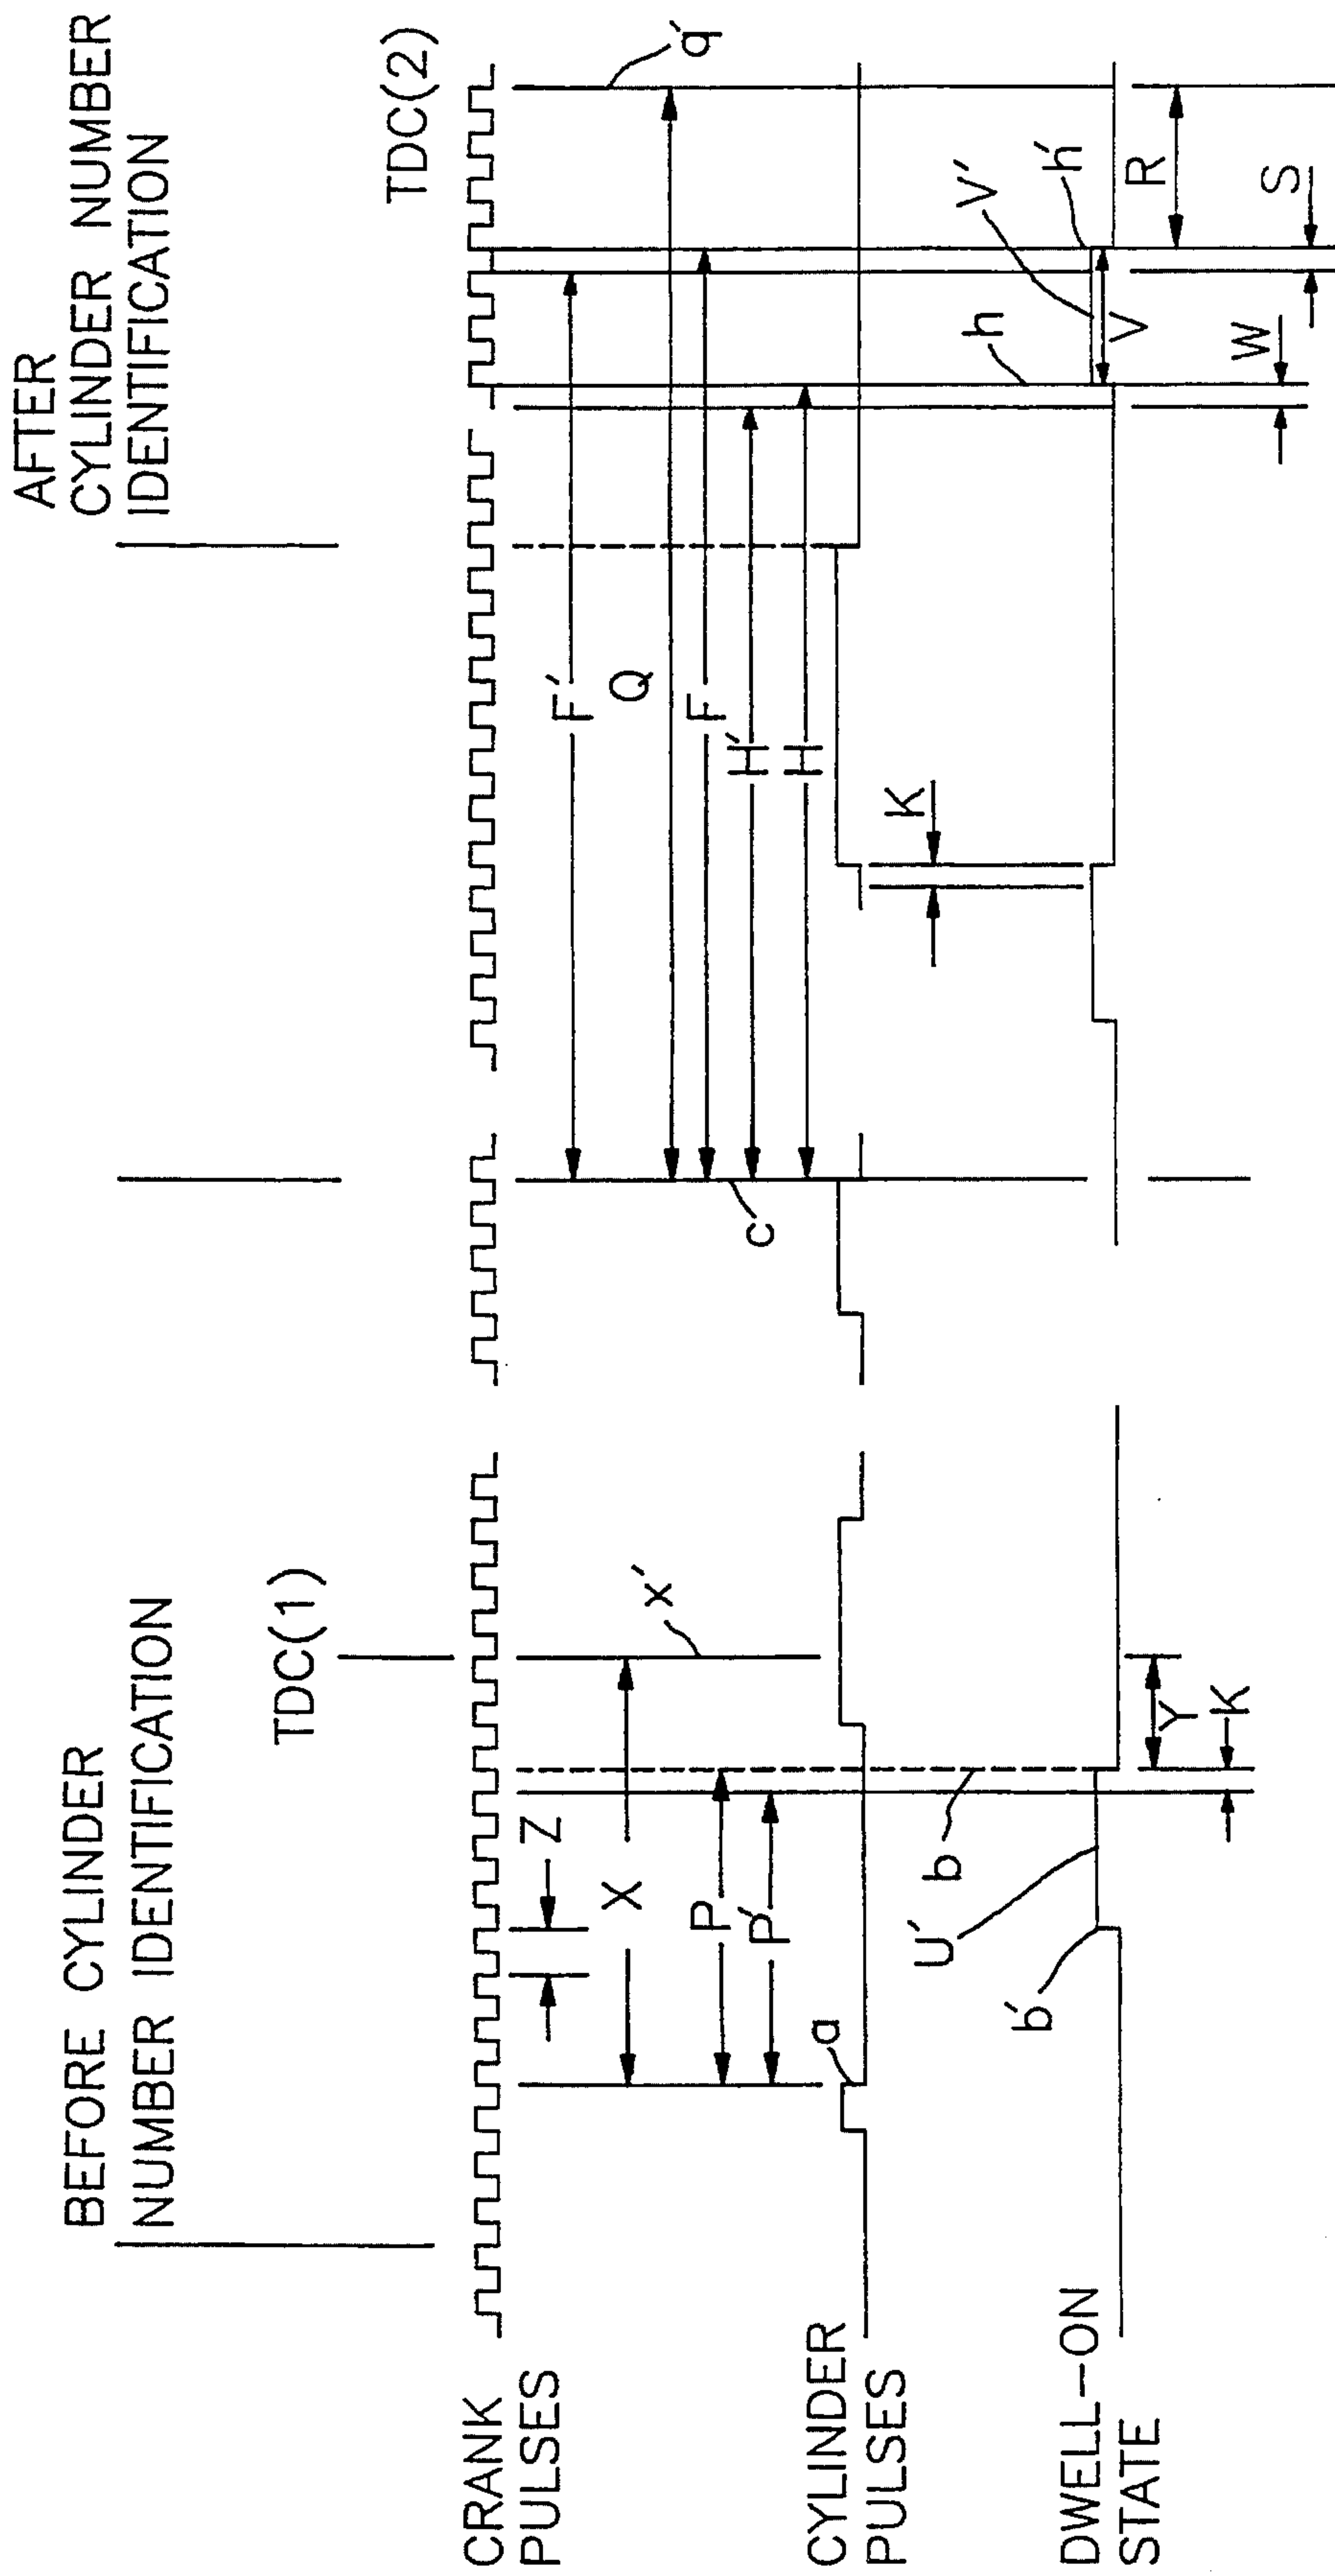 BEFORE CYLINDER
NUMBER IDENTIFICATION
AFTER
CYLINDER NUMBER
IDENTIFICATION
TDC(1)
TDC(2)
CRANK
PULSES
Z
X
x'
P
P'
F'
Q
q'
F
H'
H
c
CYLINDER
PULSES
a
K
b
U'
b'
h
V'
h'
V
DWELL-ON
STATE
Y
K
R
W
S